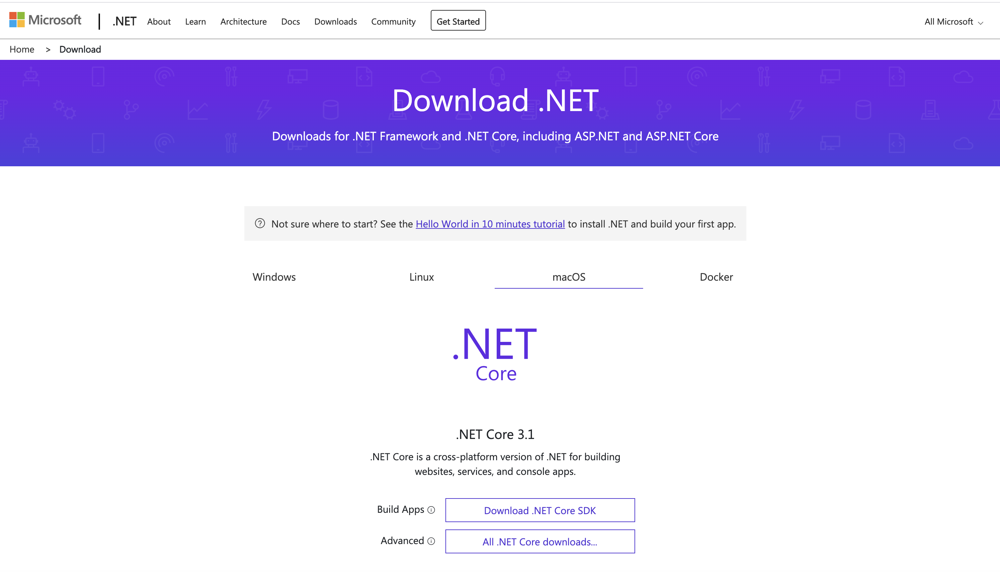 Microsoft
.NET About Learn Architecture Docs Downloads Community Get Started All Microsoft
Home > Download
Download .NET
Downloads for .NET Framework and .NET Core, including ASP.NET and ASP.NET Core
Not sure where to start? See the Hello World in 10 minutes tutorial to install .NET and build your first app.
Windows Linux macOS Docker
.NET
Core
.NET Core 3.1
.NET Core is a cross-platform version of .NET for building
websites, services, and console apps.
Build Apps Download .NET Core SDK
Advanced All .NET Core downloads...